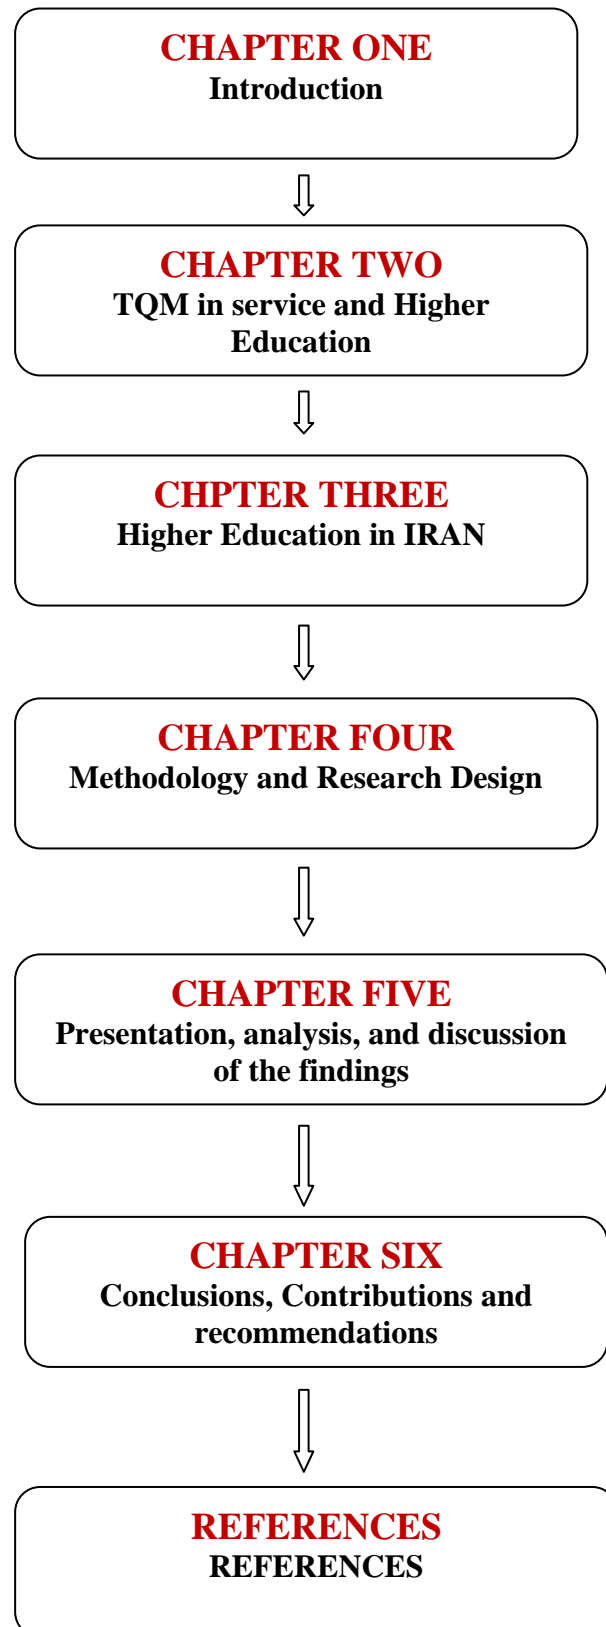 CHAPTER ONE
Introduction
CHAPTER TWO
TQM in service and Higher
Education
CHPTER THREE
Higher Education in IRAN
CHAPTER FOUR
Methodology and Research Design
CHAPTER FIVE
Presentation, analysis, and discussion
of the findings
CHAPTER SIX
Conclusions, Contributions and
recommendations
REFERENCES
REFERENCES